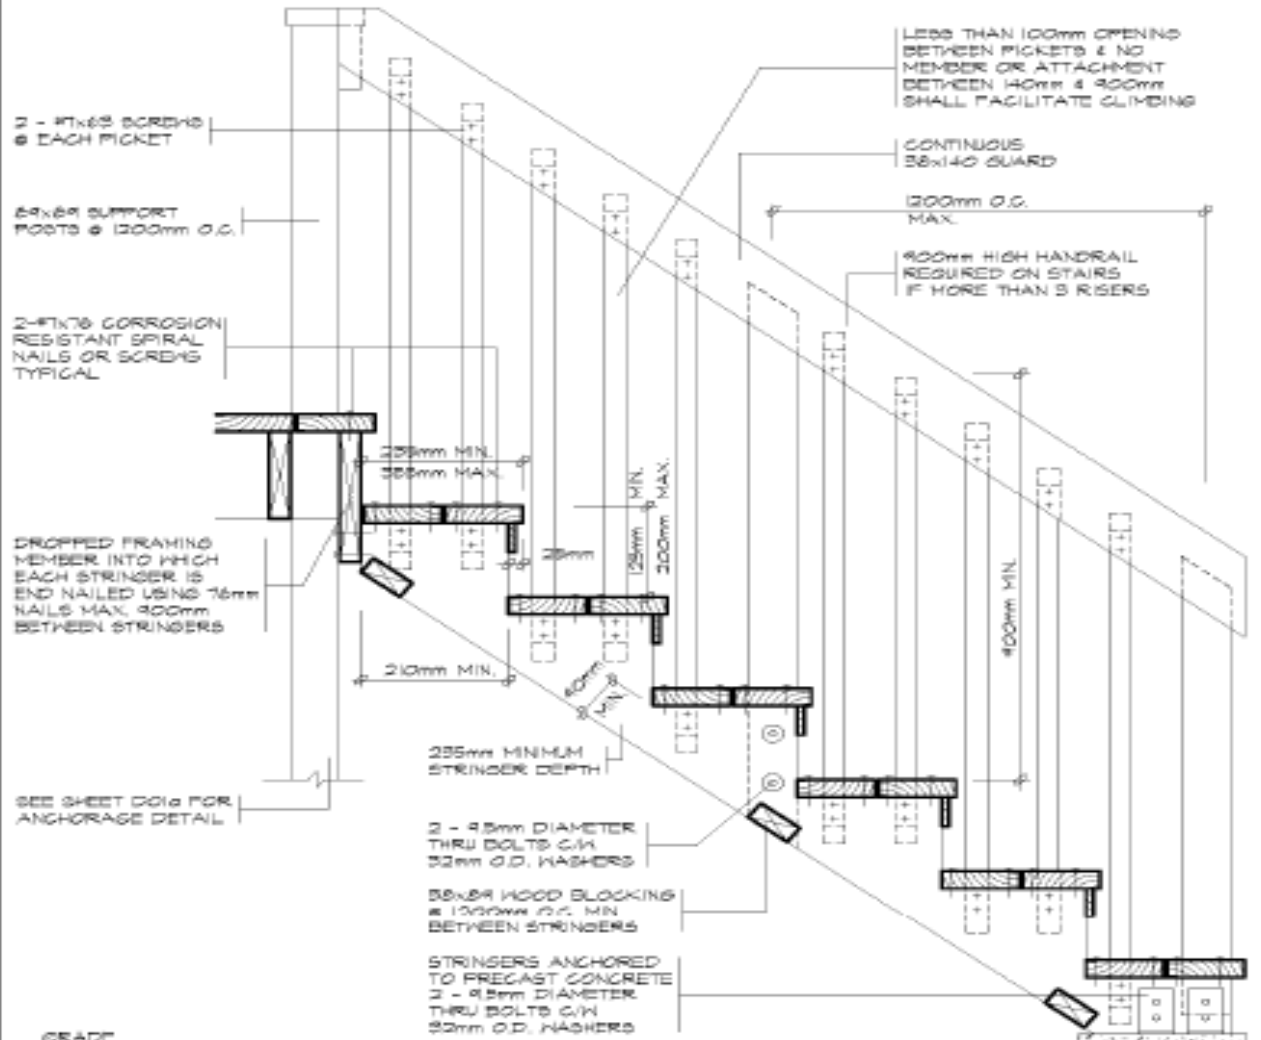 2 - #7x63 SCREWS
@ EACH PICKET
89x89 SUPPORT
POSTS @ 1200mm O.C.
2-#7x76 CORROSION
RESISTANT SPIRAL
NAILS OR SCREWS
TYPICAL
DROPPED FRAMING
MEMBER INTO WHICH
EACH STRINGER IS
END NAILED USING 76mm
NAILS MAX. 900mm
BETWEEN STRINGERS
SEE SHEET D01a FOR
ANCHORAGE DETAIL
GRADE
LESS THAN 100mm OPENING
BETWEEN PICKETS & NO
MEMBER OR ATTACHMENT
BETWEEN 140mm & 900mm
SHALL FACILITATE CLIMBING
CONTINUOUS
38x140 GUARD
1200mm O.C.
MAX.
900mm HIGH HANDRAIL
REQUIRED ON STAIRS
IF MORE THAN 3 RISERS
235mm MIN.
355mm MAX.
25mm
125mm MIN.
200mm MAX.
900mm MIN.
210mm MIN.
90mm
MIN.
235mm MINIMUM
STRINGER DEPTH
2 - 9.5mm DIAMETER
THRU BOLTS C/W
32mm O.D. WASHERS
38x89 WOOD BLOCKING
@ 1200mm O.C. MIN
BETWEEN STRINGERS
STRINGERS ANCHORED
TO PRECAST CONCRETE
2 - 9.5mm DIAMETER
THRU BOLTS C/W
32mm O.D. WASHERS